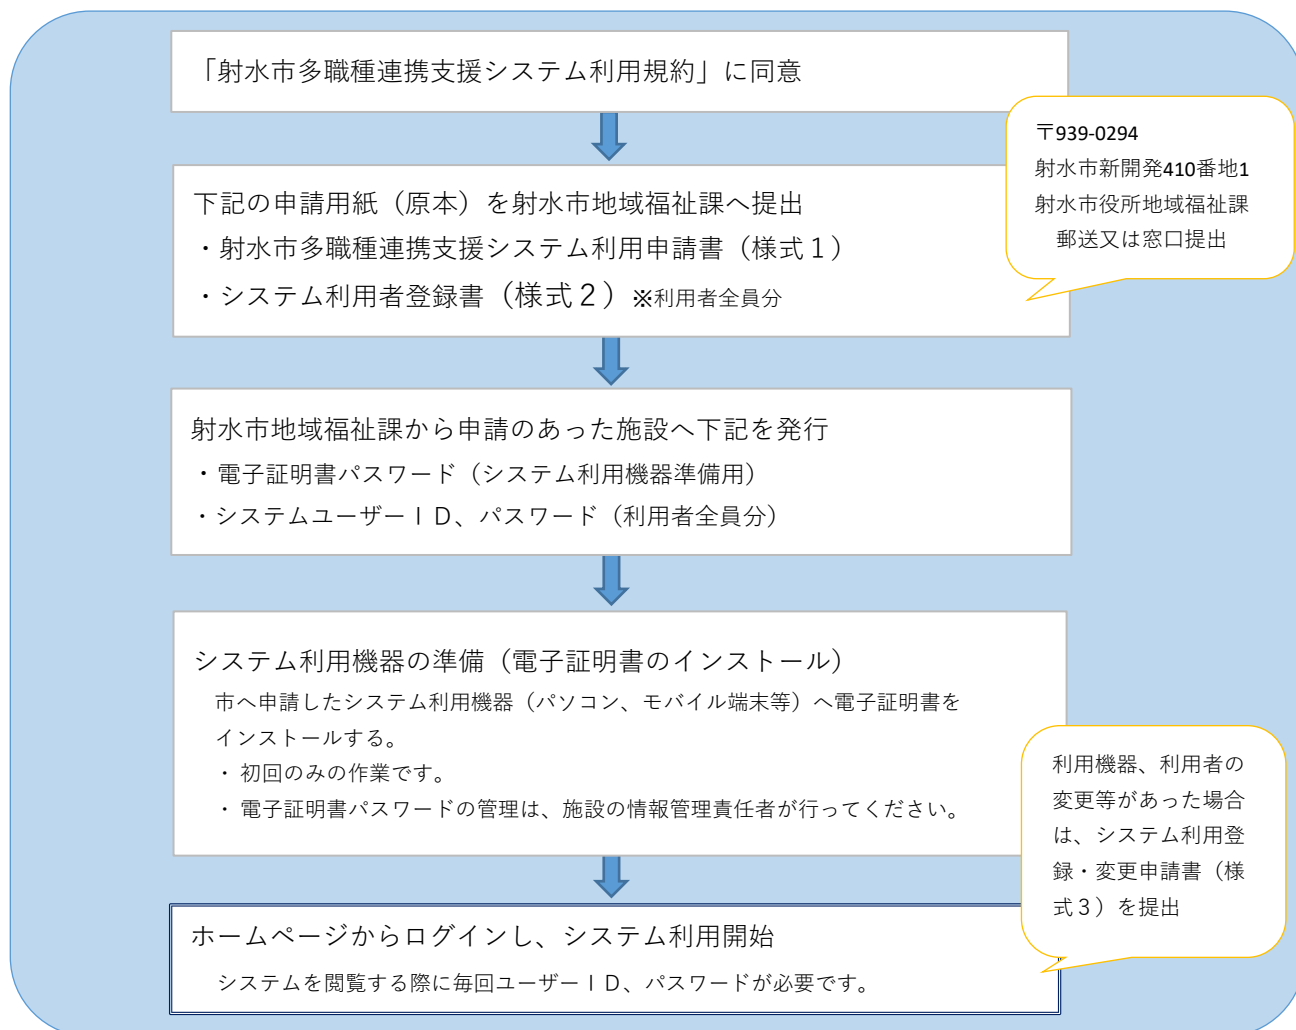 「射水市多職種連携支援システム利用規約」に同意
〒939-0294
射水市新開発410番地1
射水市役所地域福祉課
郵送又は窓口提出
下記の申請用紙（原本）を射水市地域福祉課へ提出
・射水市多職種連携支援システム利用申請書（様式１）
・システム利用者登録書（様式２）※利用者全員分
射水市地域福祉課から申請のあった施設へ下記を発行
・電子証明書パスワード（システム利用機器準備用）
・システムユーザーＩＤ、パスワード（利用者全員分）
システム利用機器の準備（電子証明書のインストール）
市へ申請したシステム利用機器（パソコン、モバイル端末等）へ電子証明書を
インストールする。
・ 初回のみの作業です。
・ 電子証明書パスワードの管理は、施設の情報管理責任者が行ってください。
利用機器、利用者の
変更等があった場合
は、システム利用登
録・変更申請書（様
式３）を提出
ホームページからログインし、システム利用開始
システムを閲覧する際に毎回ユーザーＩＤ、パスワードが必要です。